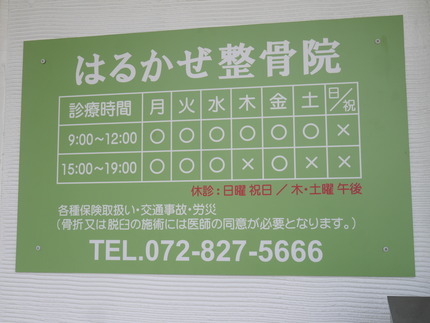 はるかぜ整骨院
診療時間 月 火 水 木 金 土 日/祝
9:00〜12:00 ○ ○ ○ ○ ○ ○ ×
15:00〜19:00 ○ ○ ○ × ○ × ×
休診:日曜 祝日/木・土曜 午後
各種保険取扱い・交通事故・労災
(骨折又は脱臼の施術には医師の同意が必要となります。)
TEL.072-827-5666